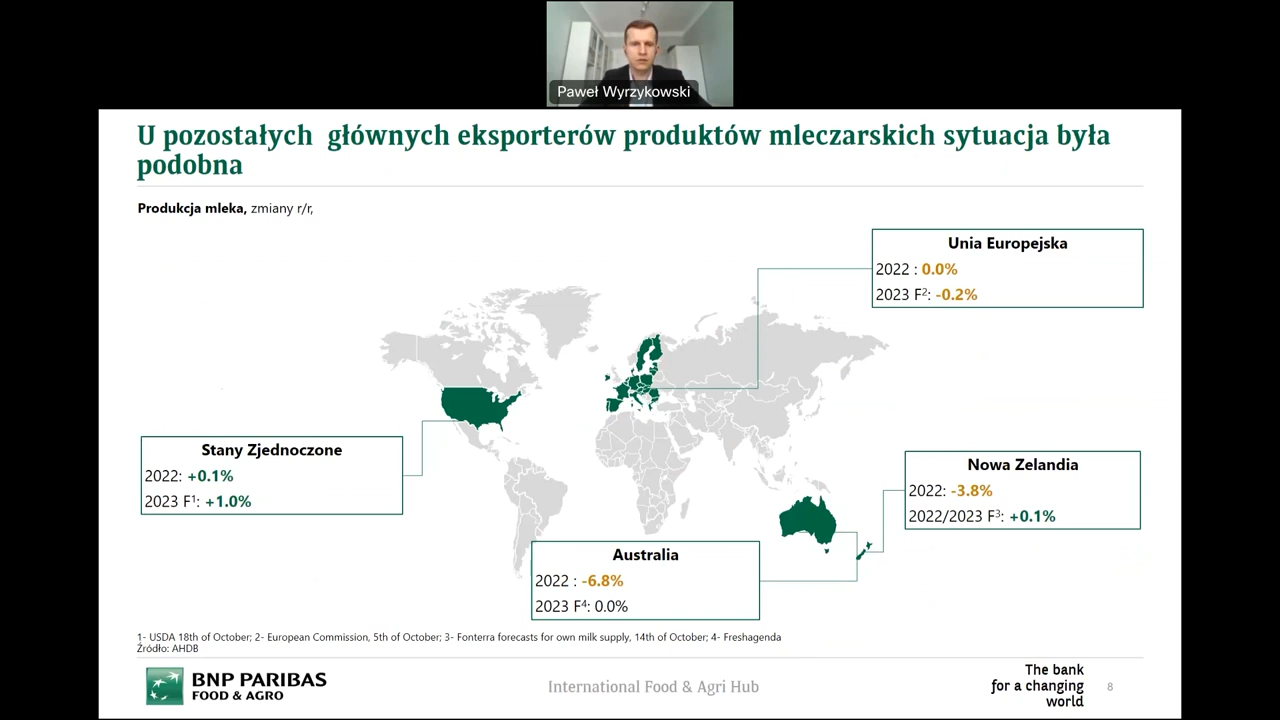 Paweł Wyrzykowski
U pozostałych  głównych eksporterów produktów mleczarskich sytuacja była
podobna
Produkcja mleka, zmiany r/r,
Unia Europejska
2022 : 0.0%
2023 F²: -0.2%
Stany Zjednoczone
2022: +0.1%
2023 F¹: +1.0%
Nowa Zelandia
2022: -3.8%
2022/2023 F³: +0.1%
Australia
2022 : -6.8%
2023 F⁴: 0.0%
1- USDA 18th of October; 2- European Commission, 5th of October; 3- Fonterra forecasts for own milk supply, 14th of October; 4- Freshagenda
Źródło: AHDB
BNP PARIBAS
FOOD & AGRO
International Food & Agri Hub
The bank
for a changing
world
8